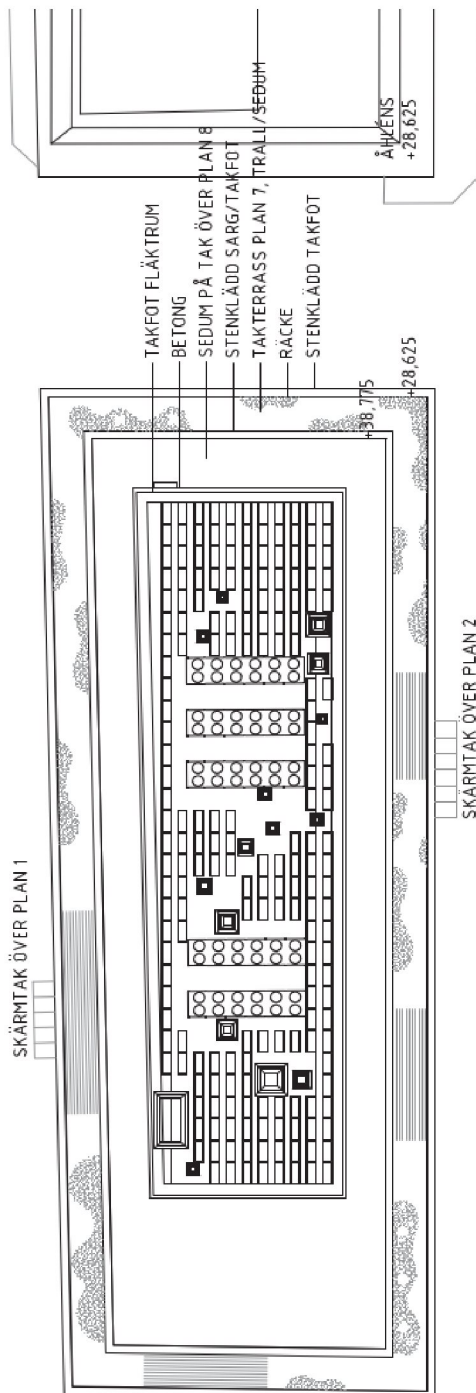 TAKFOT FLÄKTRUM
BETONG
SEDUM PÅ TAK ÖVER PLAN 8
STENKLÄDD SARG/TAKFOT
TAKTERRASS PLAN 7, TRALL/SEDUM
RÄCKE
STENKLÄDD TAKFOT
ÅHLÉNS
+28,625
+38,775
+28,625
SKÄRMTAK ÖVER PLAN 1
SKÄRMTAK ÖVER PLAN 2